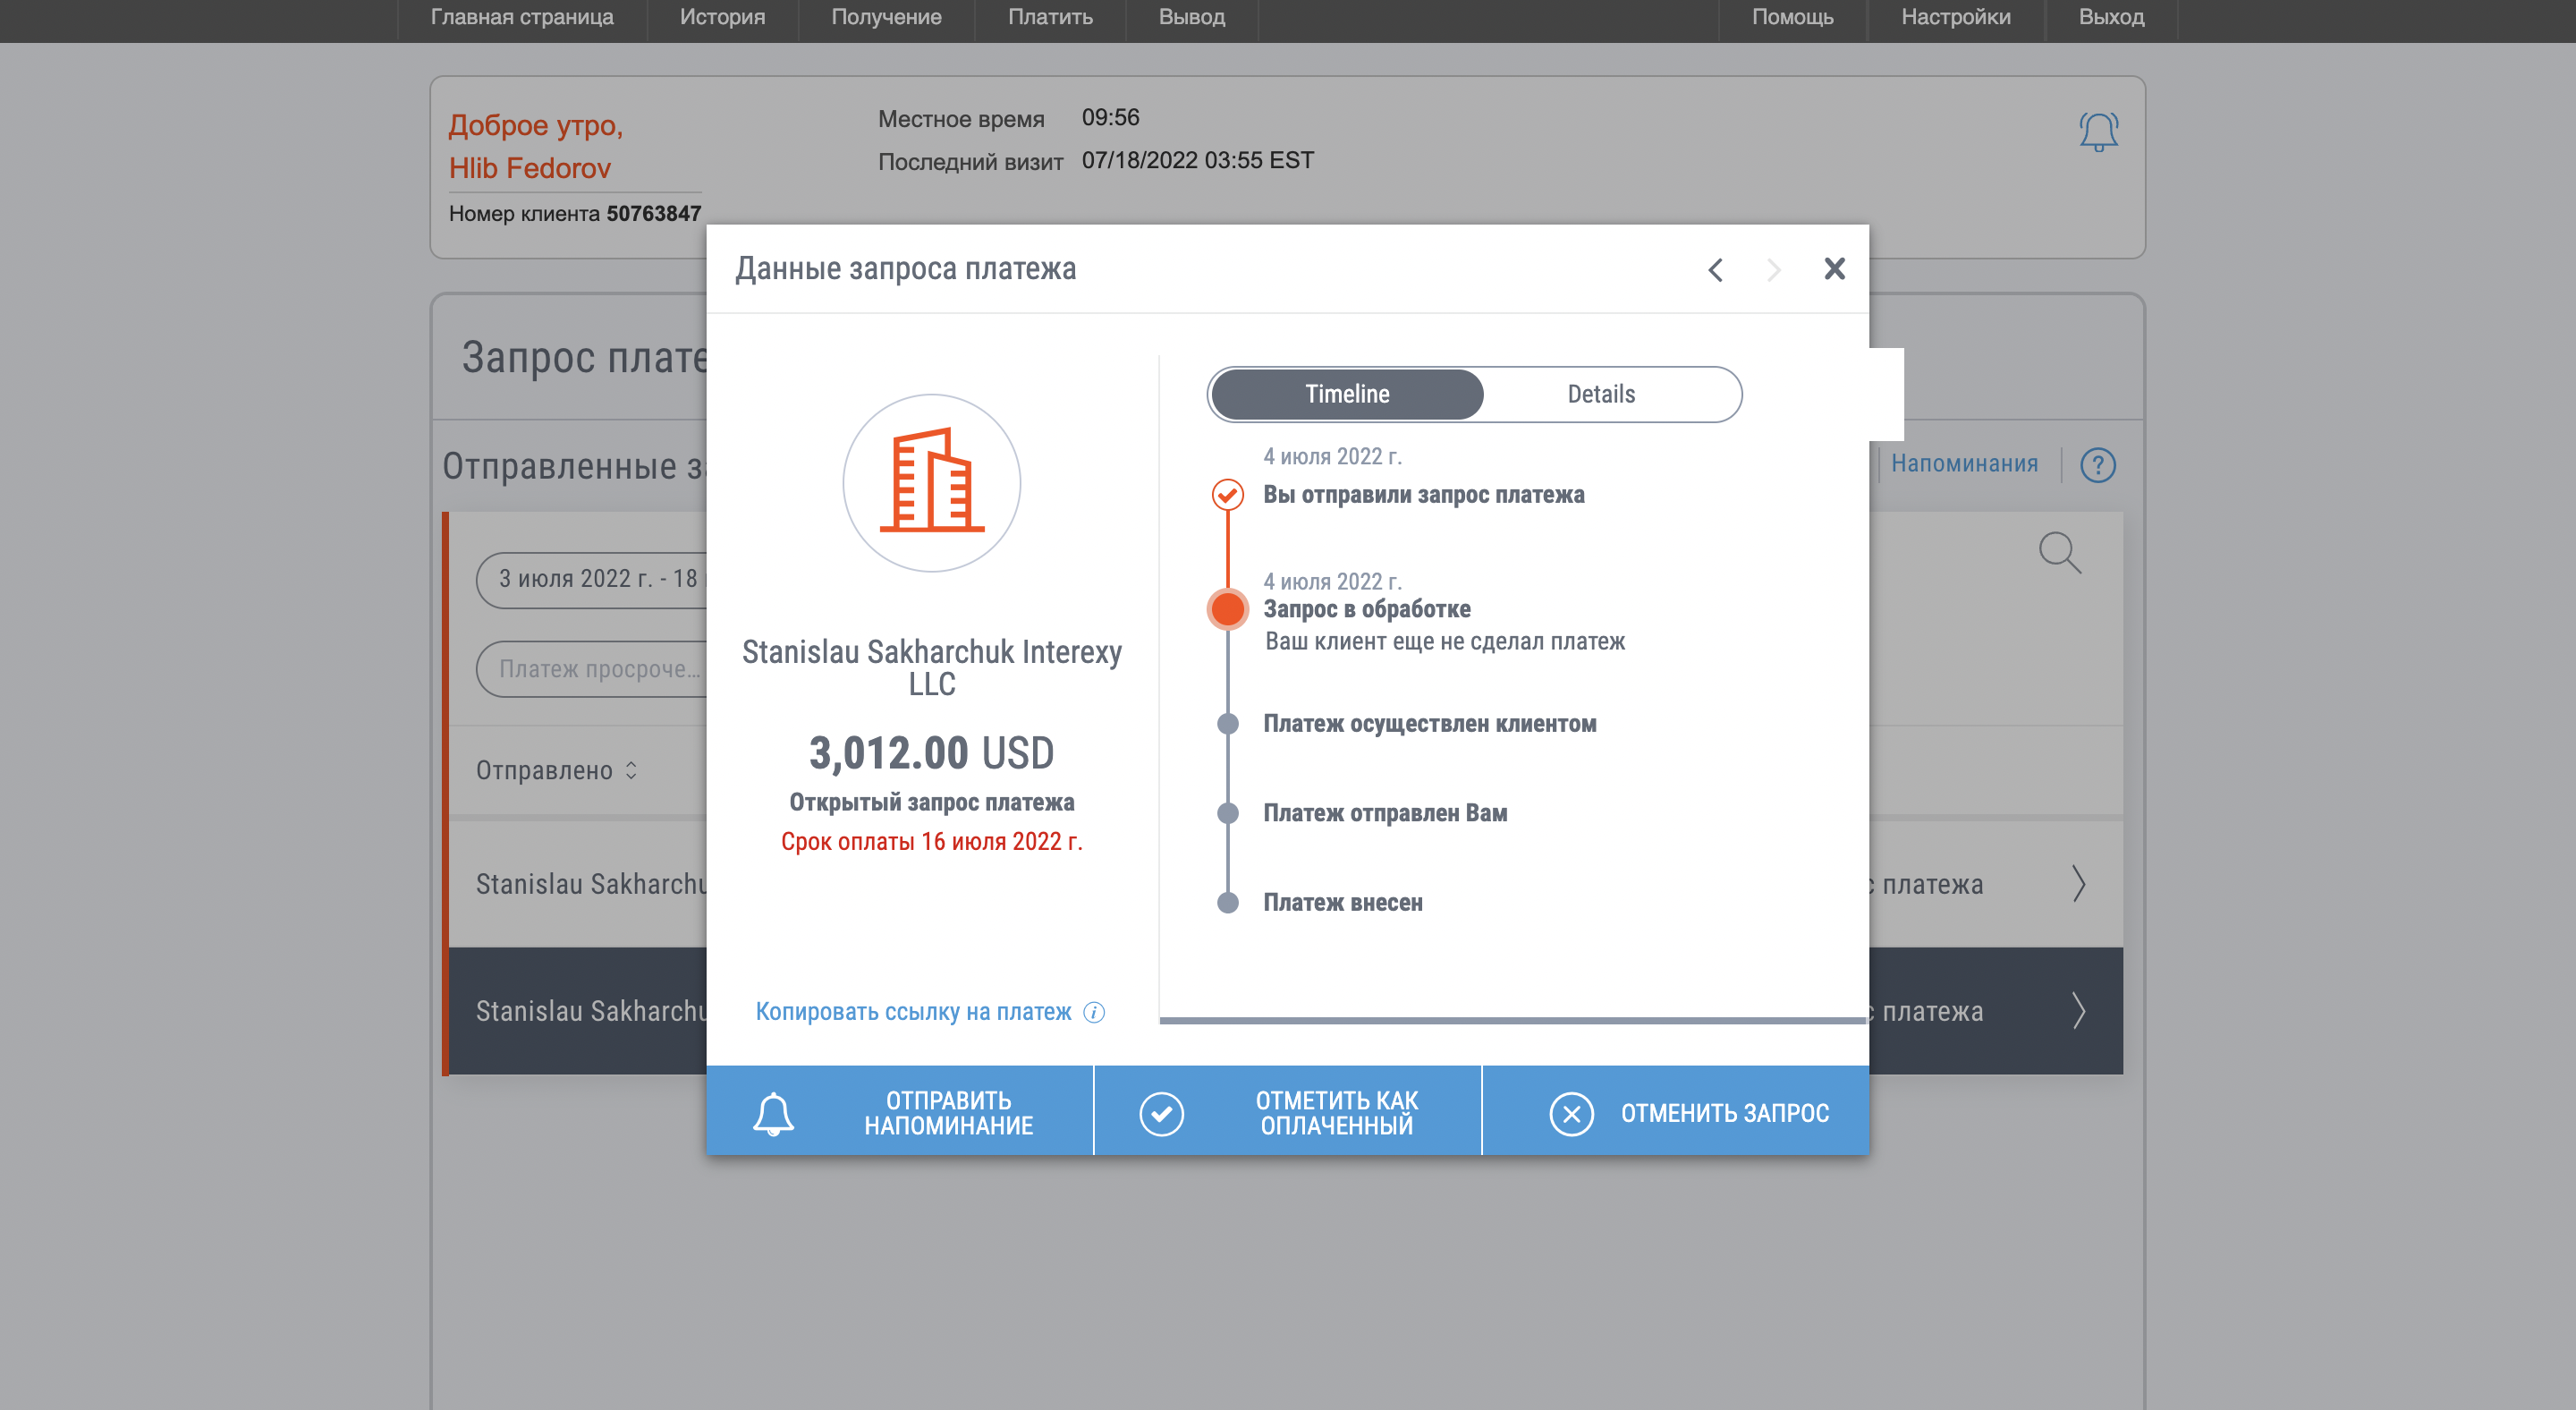 Главная страница
История
Получение
Платить
Вывод
Помощь
Настройки
Выход
Доброе утро,
Hlib Fedorov
Номер клиента 50763847
Местное время 09:56
Последний визит 07/18/2022 03:55 EST
Данные запроса платежа
Запрос плате
Отправленные з
Напоминания
?
3 июля 2022 г. - 18
Платеж просроче...
Отправлено
Stanislau Sakharchu
с платежа
Stanislau Sakharchu
с платежа
Stanislau Sakharchuk Interexy
LLC
3,012.00 USD
Открытый запрос платежа
Срок оплаты 16 июля 2022 г.
Копировать ссылку на платеж i
Timeline
Details
4 июля 2022 г.
Вы отправили запрос платежа
4 июля 2022 г.
Запрос в обработке
Ваш клиент еще не сделал платеж
Платеж осуществлен клиентом
Платеж отправлен Вам
Платеж внесен
ОТПРАВИТЬ
НАПОМИНАНИЕ
ОТМЕТИТЬ КАК
ОПЛАЧЕННЫЙ
ОТМЕНИТЬ ЗАПРОС